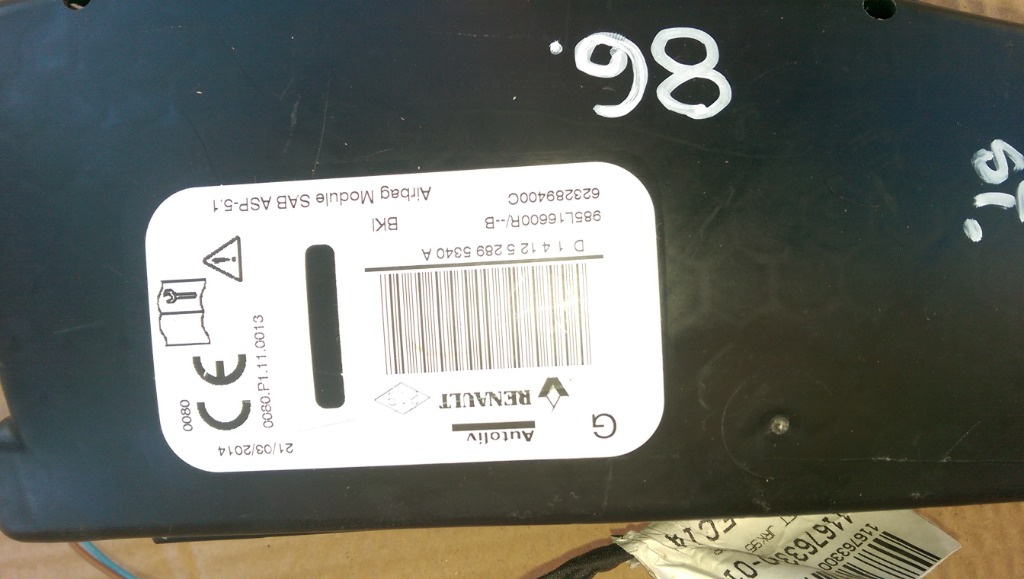 G
Autoliv
RENAULT
D 1 4 12 5 289 5340 A
985L16600R/--B
BKI
623289400C
Airbag Module SAB ASP-5.1
21/03/2014
0080
CE
0080.P1.11.0013
86.